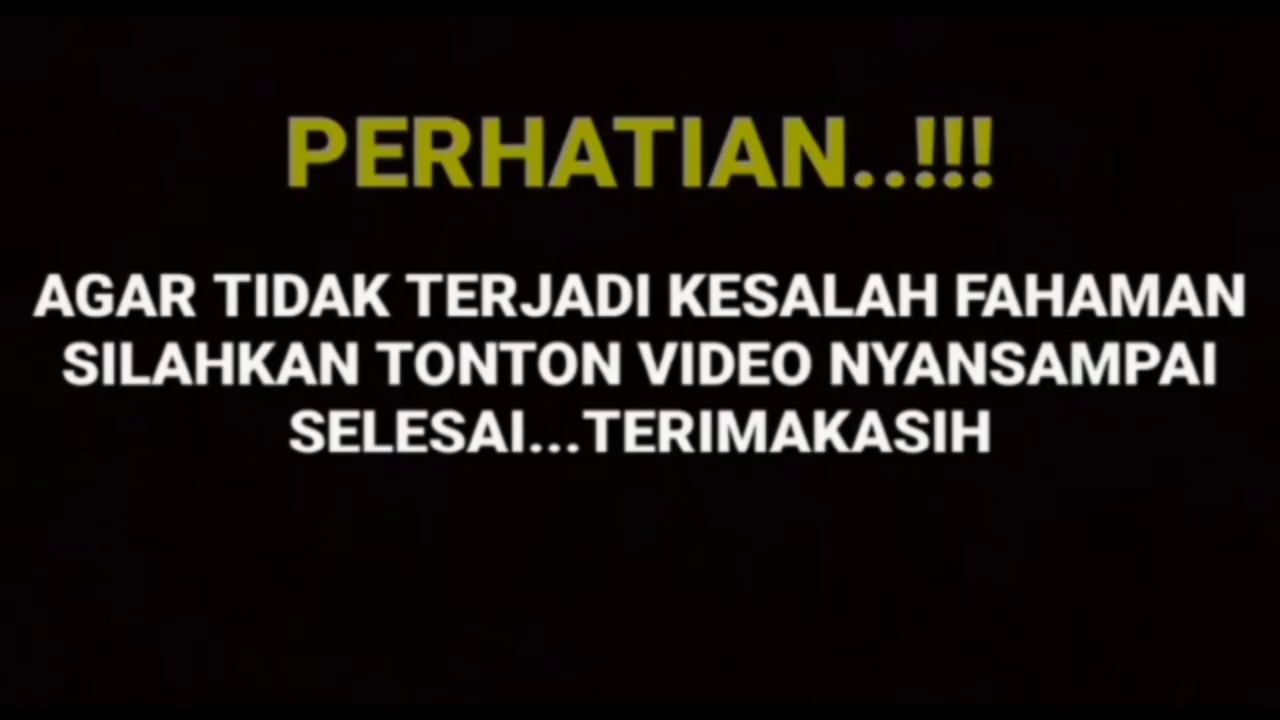 PERHATIAN..!!!
AGAR TIDAK TERJADI KESALAH FAHAMAN
SILAHKAN TONTON VIDEO NYANSAMPAI
SELESAI...TERIMAKASIH